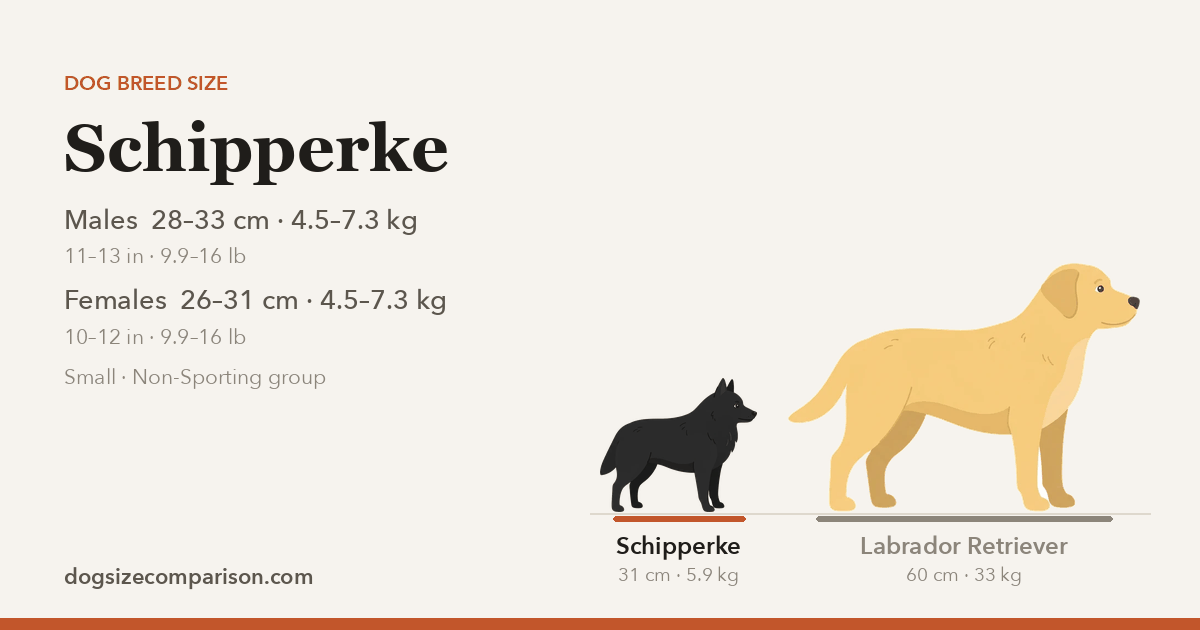 DOG BREED SIZE
Schipperke
Males 28–33 cm · 4.5–7.3 kg
11–13 in · 9.9–16 lb
Females 26–31 cm · 4.5–7.3 kg
10–12 in · 9.9–16 lb
Small · Non-Sporting group
Schipperke
31 cm · 5.9 kg
Labrador Retriever
60 cm · 33 kg
dogsizecomparison.com